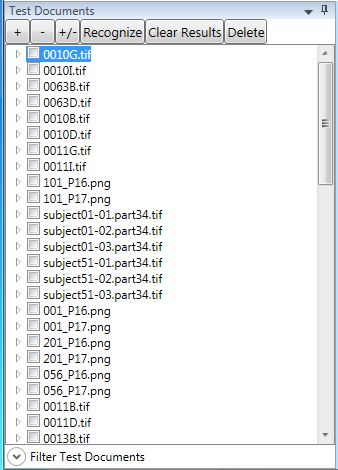 Test Documents
+ - +/- Recognize Clear Results Delete
0010G.tif
0010I.tif
0063B.tif
0063D.tif
0010B.tif
0010D.tif
0011G.tif
0011I.tif
101_P16.png
101_P17.png
subject01-01.part34.tif
subject01-02.part34.tif
subject01-03.part34.tif
subject51-01.part34.tif
subject51-02.part34.tif
subject51-03.part34.tif
001_P16.png
001_P17.png
201_P16.png
201_P17.png
056_P16.png
056_P17.png
0011B.tif
0011D.tif
0013B.tif
Filter Test Documents